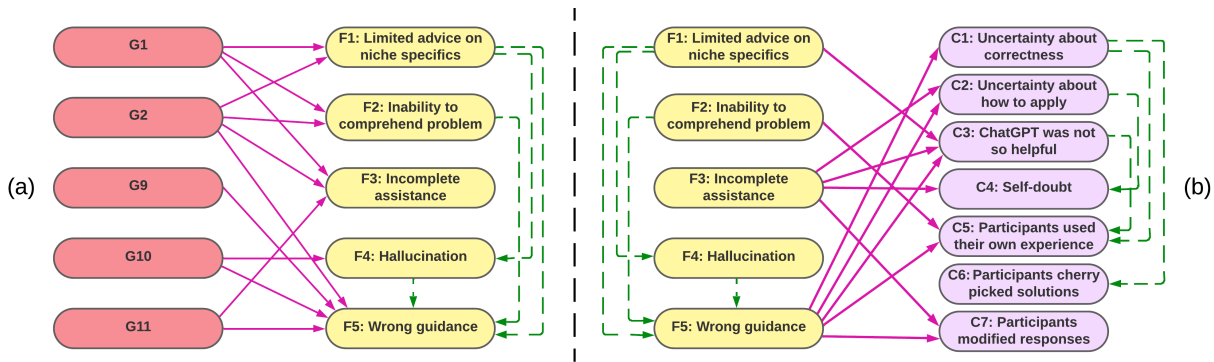 (a)
G1
G2
G9
G10
G11
F1: Limited advice on
niche specifics
F2: Inability to
comprehend problem
F3: Incomplete
assistance
F4: Hallucination
F5: Wrong guidance
F1: Limited advice on
niche specifics
F2: Inability to
comprehend problem
F3: Incomplete
assistance
F4: Hallucination
F5: Wrong guidance
C1: Uncertainty about
correctness
C2: Uncertainty about
how to apply
C3: ChatGPT was not
so helpful
C4: Self-doubt
C5: Participants used
their own experience
C6: Participants cherry
picked solutions
C7: Participants
modified responses
(b)